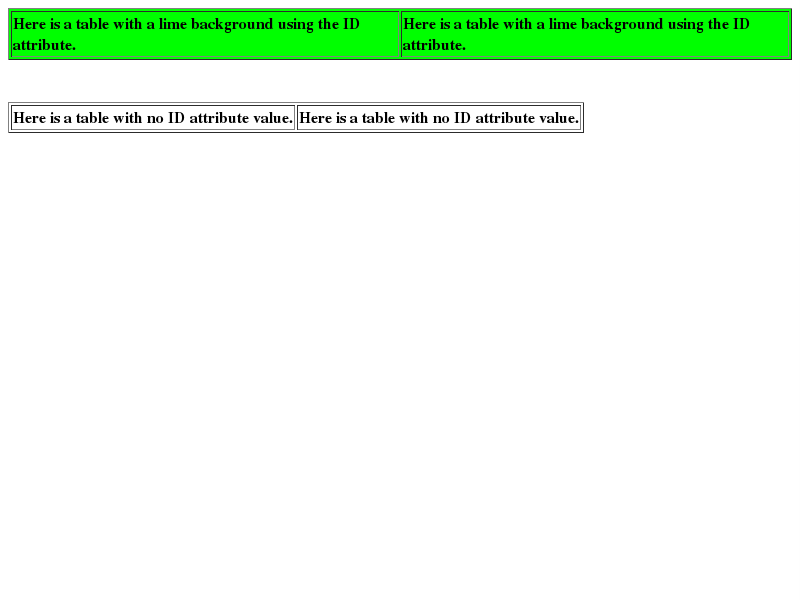 Here is a table with a lime background using the ID
attribute.
Here is a table with a lime background using the ID
attribute.
Here is a table with no ID attribute value.
Here is a table with no ID attribute value.